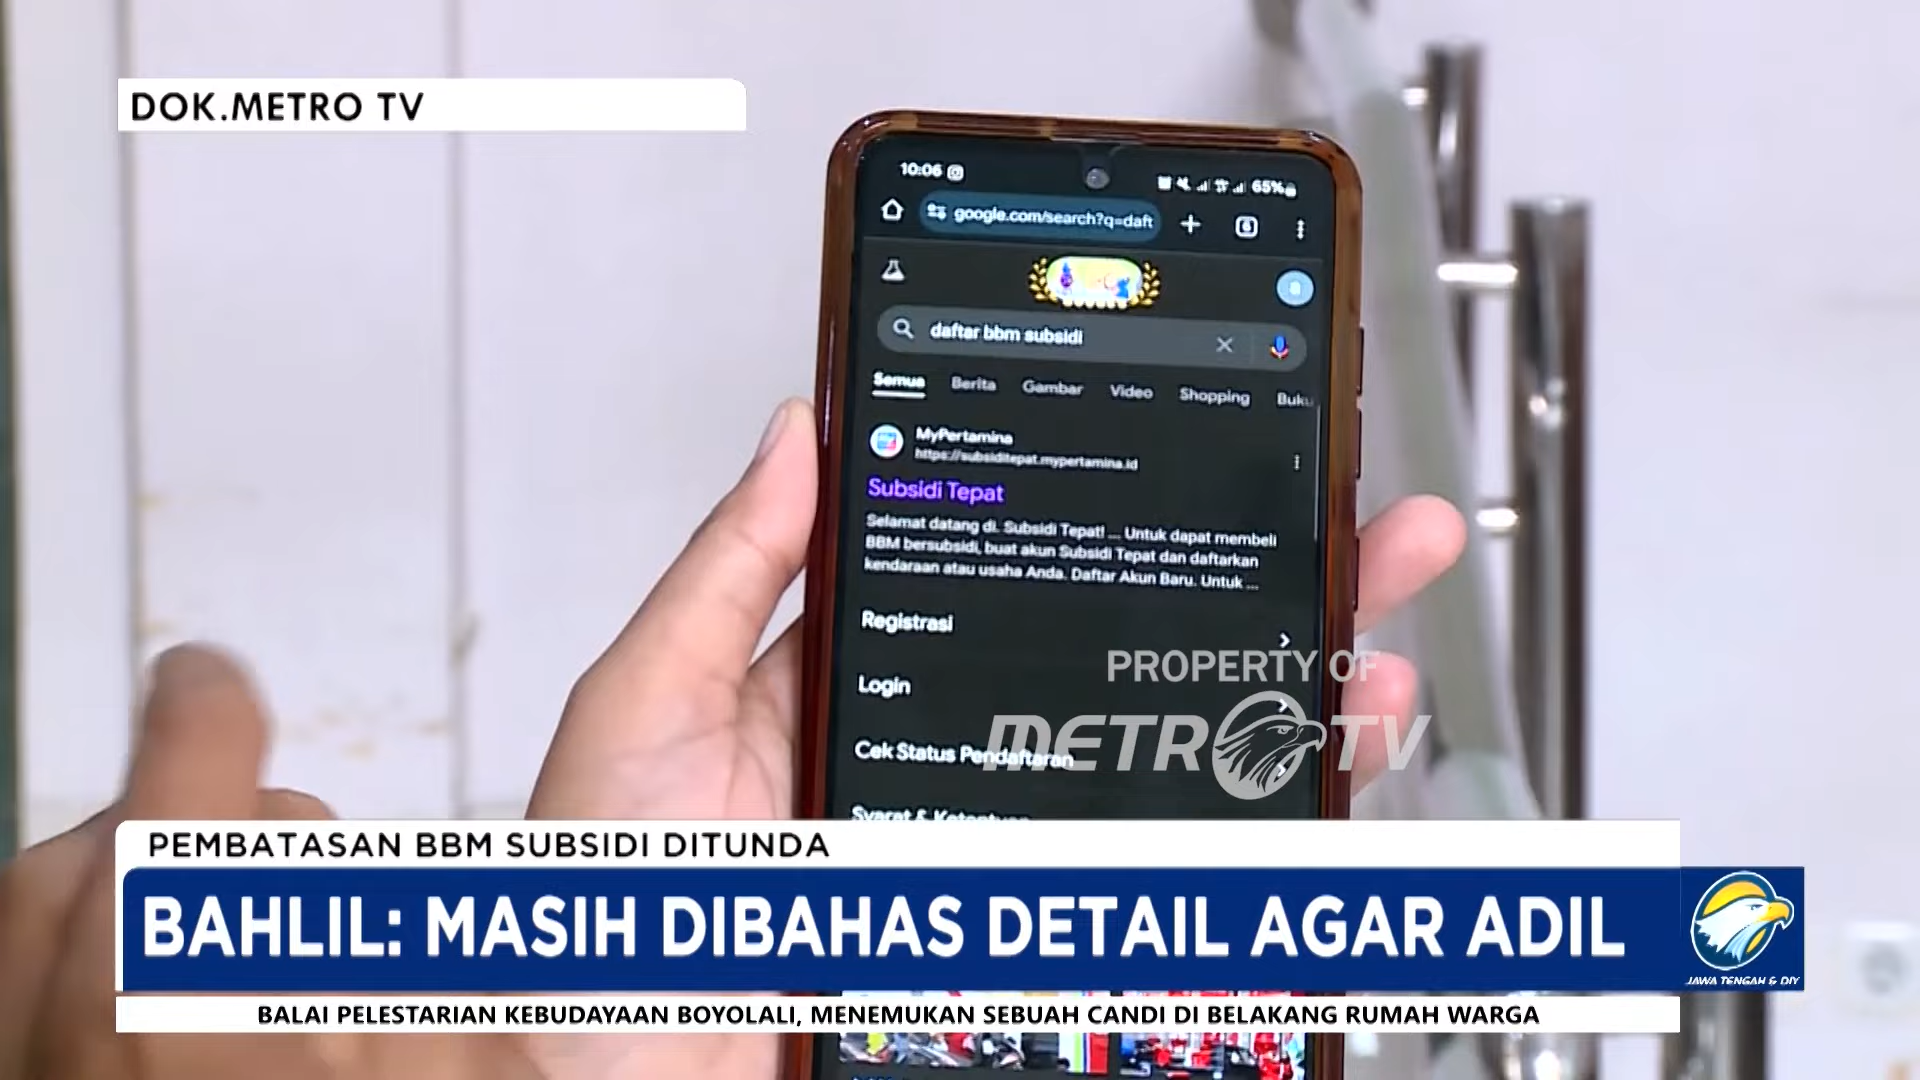 DOK.METRO TV
10:06
65%
google.com/search?q=daft
daftar bbm subsidi
Semua Berita Gambar Video Shopping Buku
MyPertamina
https://subsiditepat.mypertamina.id
Subsidi Tepat
Selamat datang di. Subsidi Tepat! ... Untuk dapat membeli
BBM bersubsidi, buat akun Subsidi Tepat dan daftarkan
kendaraan atau usaha Anda. Daftar Akun Baru. Untuk ...
Registrasi
Login
Cek Status Pendaftaran
Syarat & Ketentuan
PROPERTY OF
METRO TV
PEMBATASAN BBM SUBSIDI DITUNDA
BAHLIL: MASIH DIBAHAS DETAIL AGAR ADIL
JAWA TENGAH & DIY
BALAI PELESTARIAN KEBUDAYAAN BOYOLALI, MENEMUKAN SEBUAH CANDI DI BELAKANG RUMAH WARGA